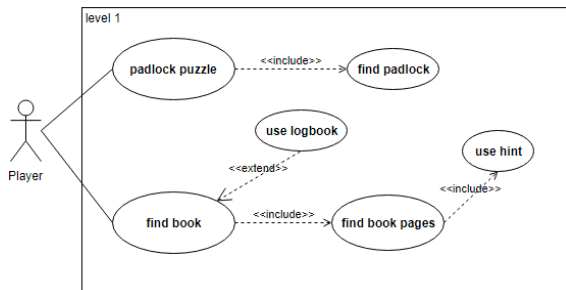 level 1
padlock puzzle
<<include>>
find padlock
use logbook
use hint
Player
<<extend>>
<<include>>
find book
<<include>>
find book pages